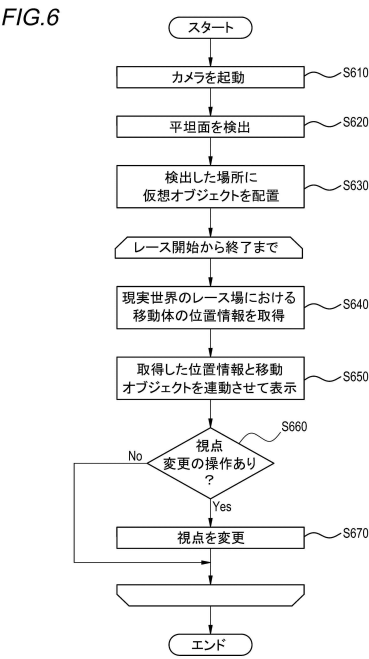 FIG.6
スタート
カメラを起動
S610
平坦面を検出
S620
検出した場所に
仮想オブジェクトを配置
S630
レース開始から終了まで
現実世界のレース場における
移動体の位置情報を取得
S640
取得した位置情報と移動
オブジェクトを連動させて表示
S650
S660
視点
変更の操作あり
?
No
Yes
視点を変更
S670
エンド